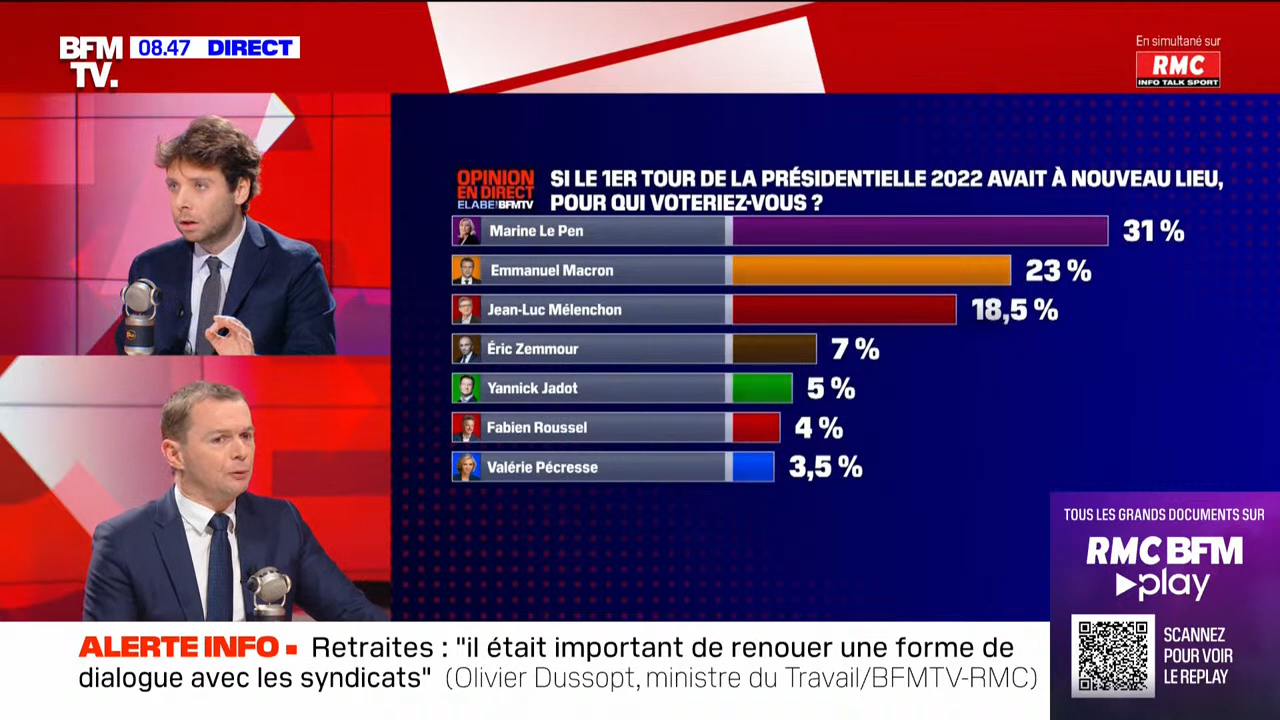 BFM
TV.
08.47 DIRECT
En simultané sur
RMC
INFO TALK SPORT
OPINION
EN DIRECT
ELABE! BFMTV
SI LE 1ER TOUR DE LA PRÉSIDENTIELLE 2022 AVAIT À NOUVEAU LIEU,
POUR QUI VOTERIEZ-VOUS ?
Marine Le Pen 31 %
Emmanuel Macron 23 %
Jean-Luc Mélenchon 18,5 %
Éric Zemmour 7 %
Yannick Jadot 5 %
Fabien Roussel 4 %
Valérie Pécresse 3,5 %
TOUS LES GRANDS DOCUMENTS SUR
RMC BFM
play
SCANNEZ
POUR VOIR
LE REPLAY
ALERTE INFO Retraites : "il était important de renouer une forme de
dialogue avec les syndicats" (Olivier Dussopt, ministre du Travail/BFMTV-RMC)